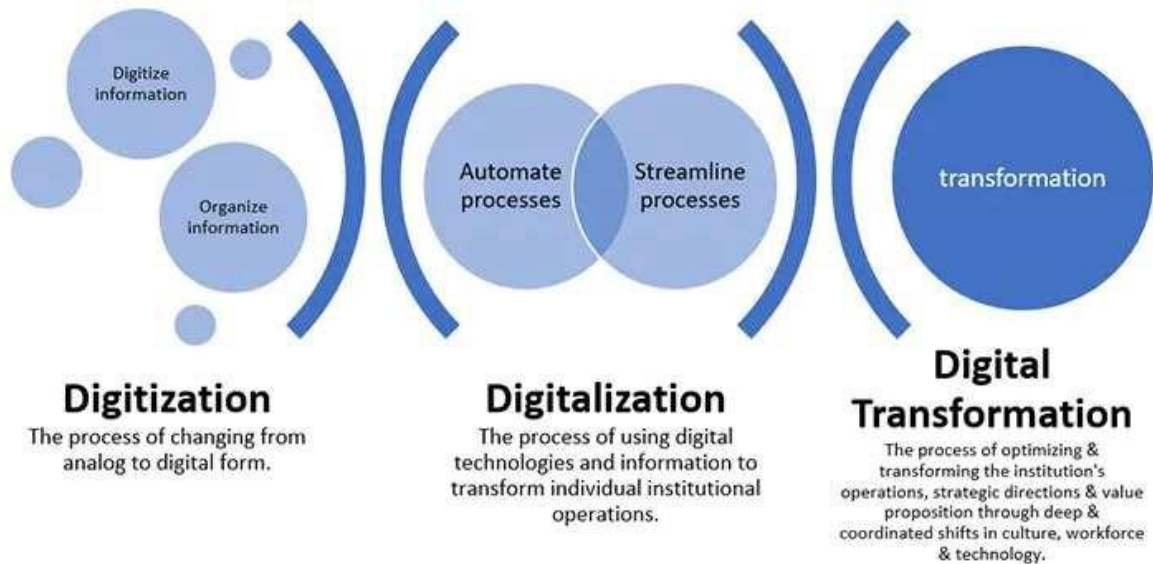 Digitize
information
Organize
information
Automate
processes
Streamline
processes
transformation
Digitization
The process of changing from
analog to digital form.
Digitalization
The process of using digital
technologies and information to
transform individual institutional
operations.
Digital
Transformation
The process of optimizing &
transforming the institution's
operations, strategic directions & value
proposition through deep &
coordinated shifts in culture, workforce
& technology.